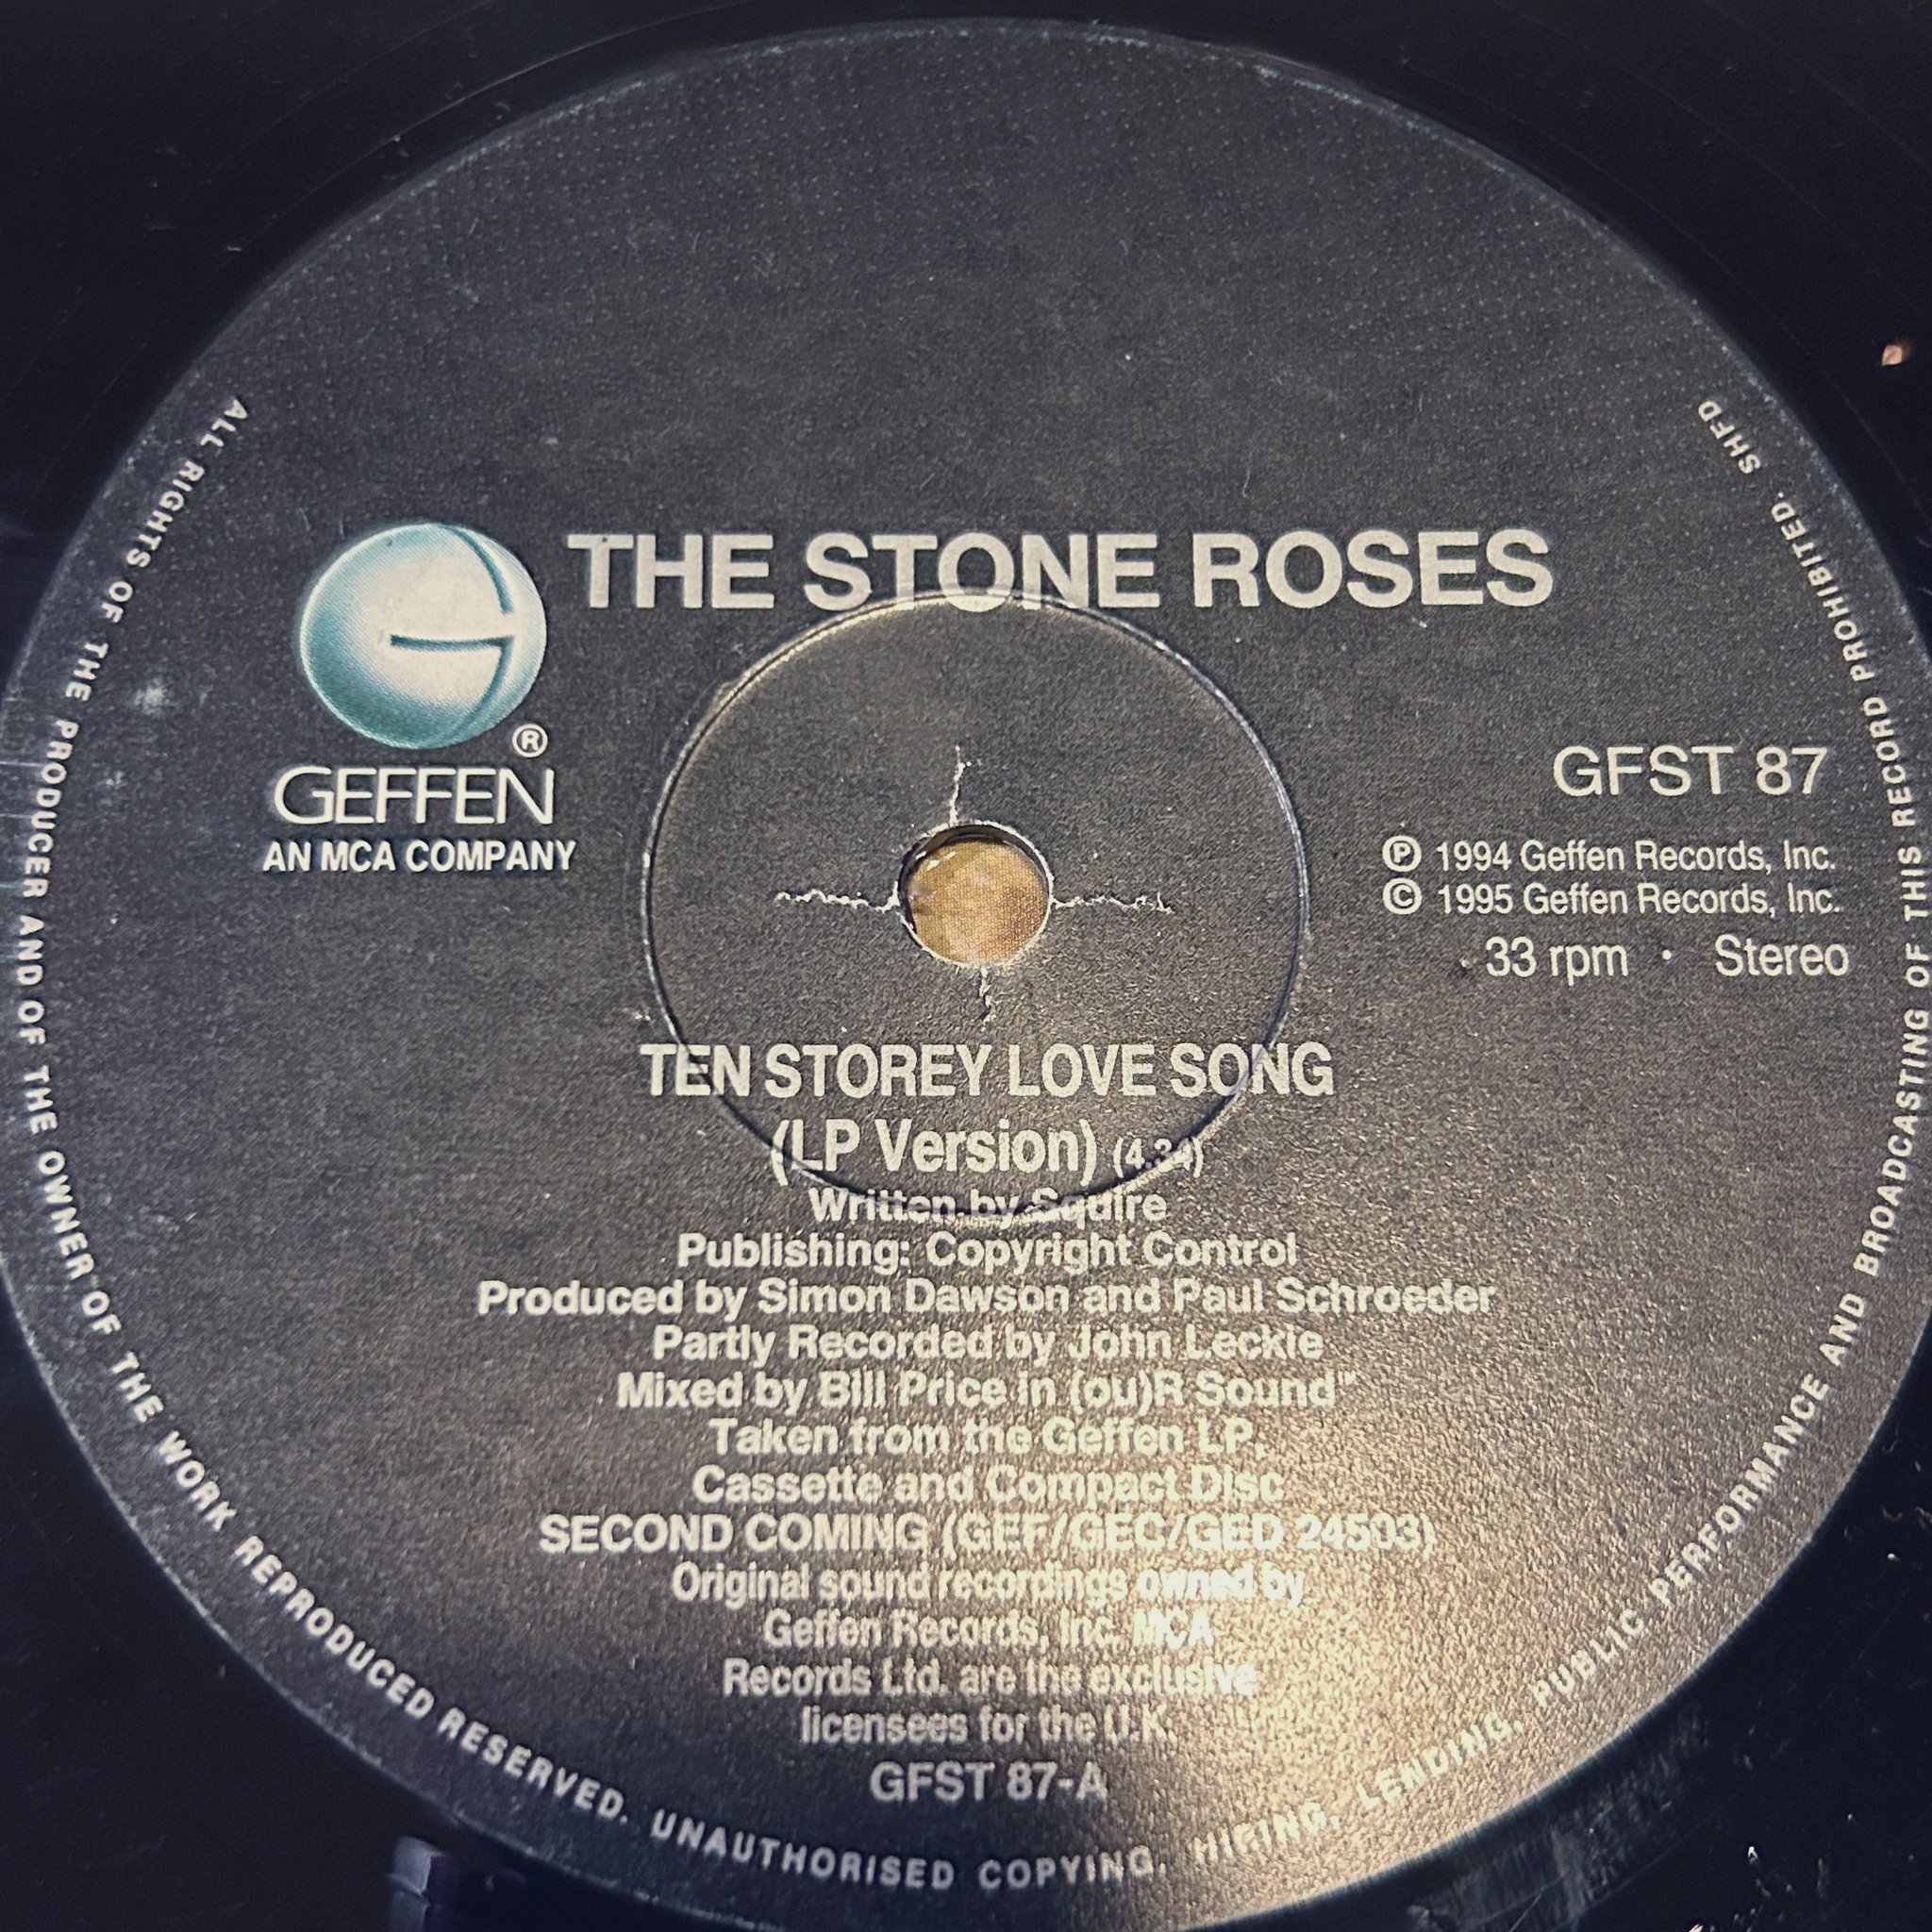 THE STONE ROSES
®
GEFFEN
AN MCA COMPANY
GFST 87
℗ 1994 Geffen Records, Inc.
© 1995 Geffen Records, Inc.
33 rpm · Stereo
TEN STOREY LOVE SONG
(LP Version) (4.34)
Written by Squire
Publishing: Copyright Control
Produced by Simon Dawson and Paul Schroeder
Partly Recorded by John Leckie
Mixed by Bill Price in (ou)R Sound™
Taken from the Geffen LP,
Cassette and Compact Disc
SECOND COMING (GEF/GEC/GED 24503)
Original sound recordings owned by
Geffen Records, Inc. MCA
Records Ltd. are the exclusive
licensees for the U.K.
GFST 87-A
ALL RIGHTS OF THE PRODUCER AND OF THE OWNER OF THE WORK REPRODUCED RESERVED. UNAUTHORISED COPYING, HIRING, LENDING, PUBLIC PERFORMANCE AND BROADCASTING OF THIS RECORD PROHIBITED. SHFD